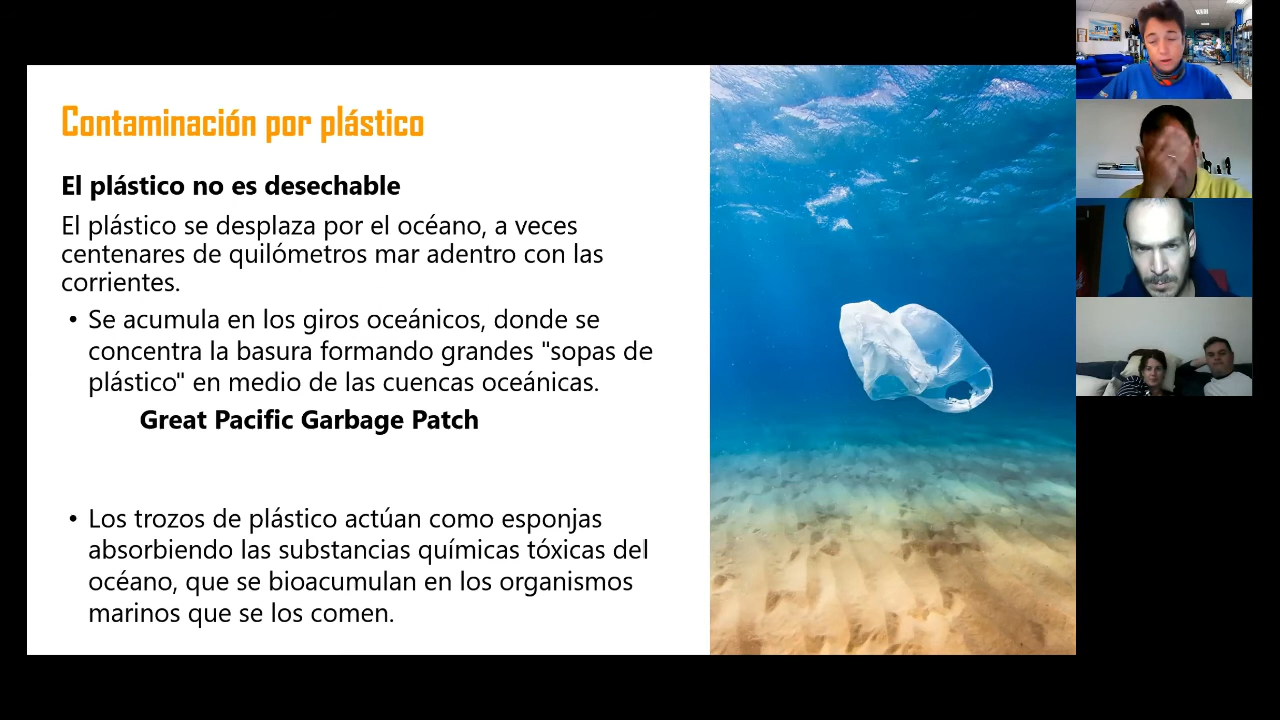 Contaminación por plástico
El plástico no es desechable
El plástico se desplaza por el océano, a veces
centenares de quilómetros mar adentro con las
corrientes.
• Se acumula en los giros oceánicos, donde se
concentra la basura formando grandes "sopas de
plástico" en medio de las cuencas oceánicas.
Great Pacific Garbage Patch
• Los trozos de plástico actúan como esponjas
absorbiendo las substancias químicas tóxicas del
océano, que se bioacumulan en los organismos
marinos que se los comen.